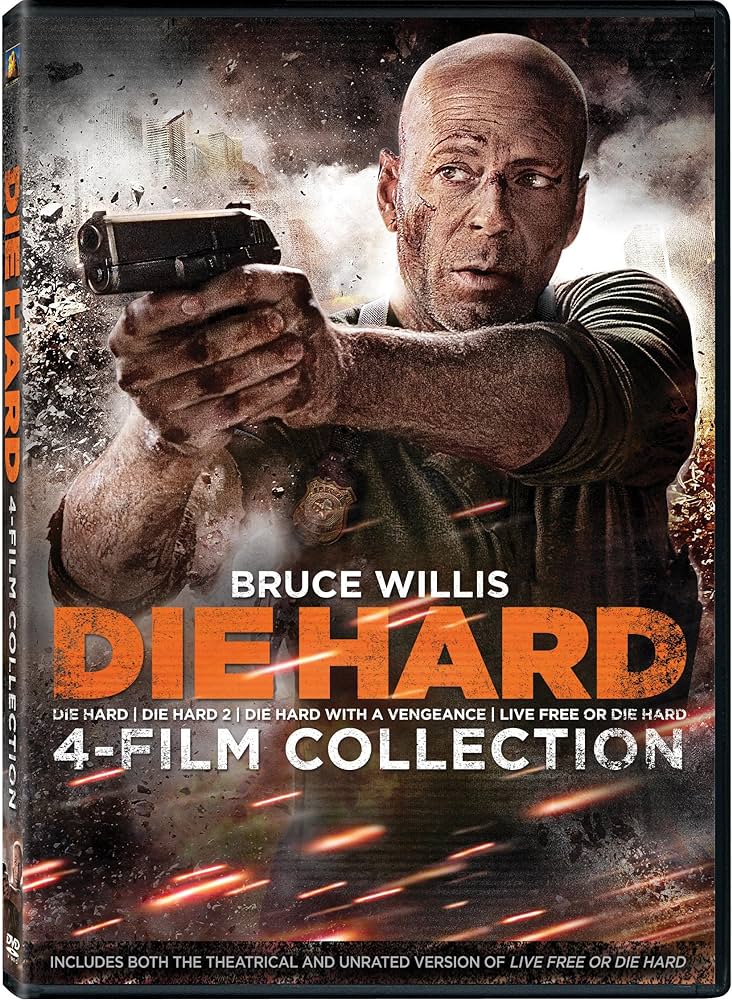 DIE HARD 4-FILM COLLECTION
DVD
BRUCE WILLIS
DIE HARD
DIE HARD | DIE HARD 2 | DIE HARD WITH A VENGEANCE | LIVE FREE OR DIE HARD
4-FILM COLLECTION
INCLUDES BOTH THE THEATRICAL AND UNRATED VERSION OF LIVE FREE OR DIE HARD